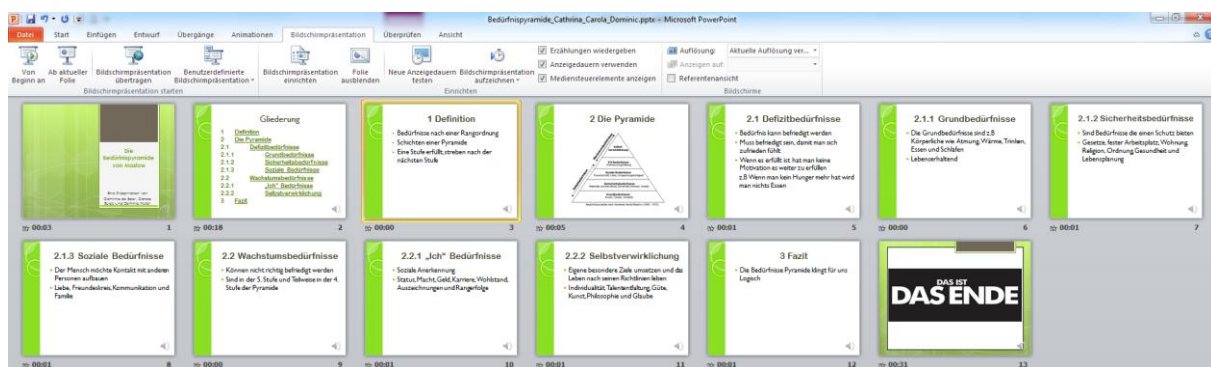 Bedürfnispyramide_Cathrina_Carola_Dominic.pptx - Microsoft PowerPoint
Datei Start Einfügen Entwurf Übergänge Animationen Bildschirmpräsentation Überprüfen Ansicht
Von Beginn an
Ab aktueller Folie
Bildschirmpräsentation übertragen
Benutzerdefinierte Bildschirmpräsentation
Bildschirmpräsentation starten
Bildschirmpräsentation einrichten
Folie ausblenden
Neue Anzeigedauern testen
Bildschirmpräsentation aufzeichnen
Erzählungen wiedergeben
Anzeigedauern verwenden
Mediensteuerelemente anzeigen
Einrichten
Auflösung: Aktuelle Auflösung ver...
Anzeigen auf:
Referentenansicht
Bildschirme
Die
Bedürfnispyramide
von Maslow
Eine Präsentation von
00:03 1
Gliederung
1 Definition
2 Die Pyramide
2.1 Defizitbedürfnisse
2.1.1 Grundbedürfnisse
2.1.2 Sicherheitsbedürfnisse
2.1.3 Soziale Bedürfnisse
2.2 Wachstumsbedürfnisse
2.2.1 „Ich" Bedürfnisse
2.2.2 Selbstverwirklichung
3 Fazit
00:18 2
1 Definition
• Bedürfnisse nach einer Rangordnung
• Schichten einer Pyramide
• Eine Stufe erfüllt, streben nach der
nächsten Stufe
00:00 3
2 Die Pyramide
00:05 4
2.1 Defizitbedürfnisse
• Bedürfnis kann befriedigt werden
• Muss befriedigt sein, damit man sich
zufrieden fühlt
• Wenn es erfüllt ist hat man keine
Motivation es weiter zu erfüllen
z.B Wenn man kein Hunger mehr hat wird
man nichts Essen
00:01 5
2.1.1 Grundbedürfnisse
• Die Grundbedürfnisse sind z.B
Körperliche wie Atmung, Wärme, Trinken,
Essen und Schlafen
• Lebenserhaltend
00:00 6
2.1.2 Sicherheitsbedürfnisse
• Sind Bedürfnisse die einen Schutz bieten
• Gesetze, fester Arbeitsplatz, Wohnung,
Religion, Ordnung, Gesundheit und
Lebensplanung
00:01 7
2.1.3 Soziale Bedürfnisse
• Der Mensch möchte Kontakt mit anderen
Personen aufbauen
• Liebe, Freundeskreis, Kommunikation und
Familie
00:01 8
2.2 Wachstumsbedürfnisse
• Können nicht richtig befriedigt werden
• Sind in der 5. Stufe und Teilweise in der 4.
Stufe der Pyramide
00:00 9
2.2.1 „Ich" Bedürfnisse
• Soziale Anerkennung
• Status, Macht, Geld, Karriere, Wohlstand,
Auszeichnungen und Rangerfolge
00:01 10
2.2.2 Selbstverwirklichung
• Eigene besondere Ziele umsetzen und das
Leben nach seinen Richtlinien leben
• Individualität, Talententfaltung, Güte,
Kunst, Philosophie und Glaube
00:01 11
3 Fazit
• Die Bedürfnisse Pyramide klingt für uns
Logisch
00:01 12
DAS IST
DAS ENDE
00:31 13